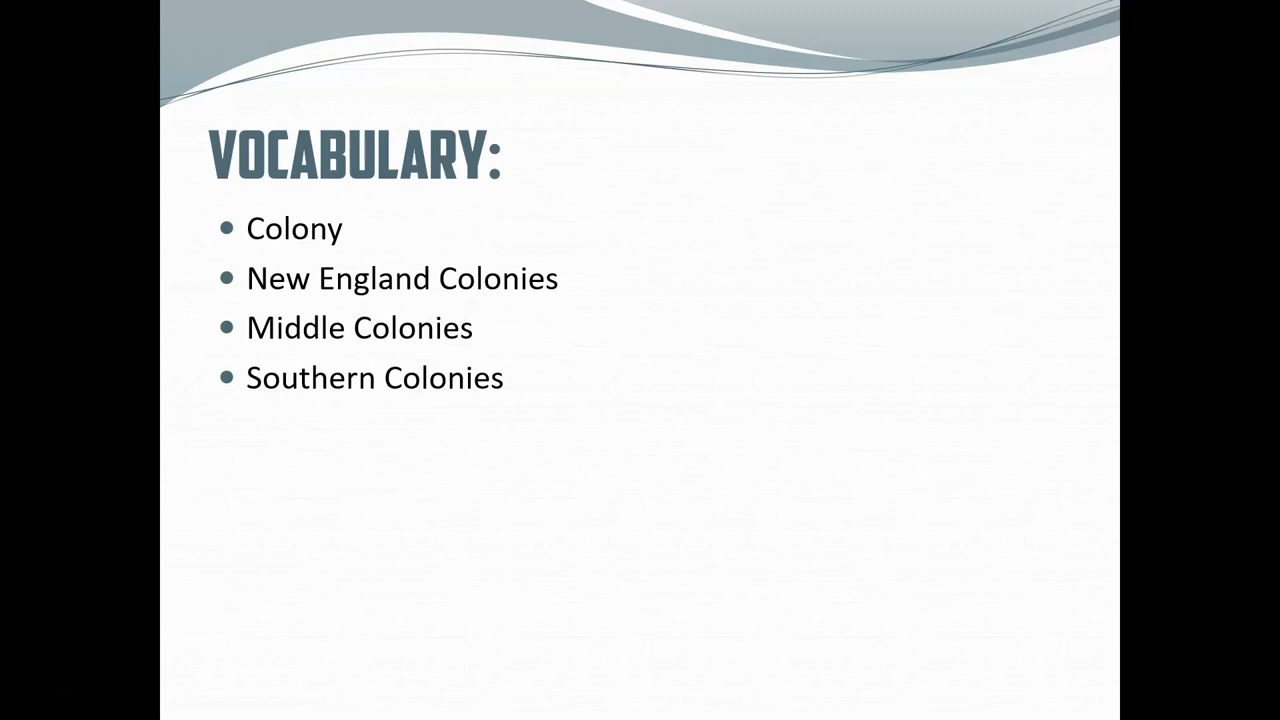 VOCABULARY:
• Colony
• New England Colonies
• Middle Colonies
• Southern Colonies